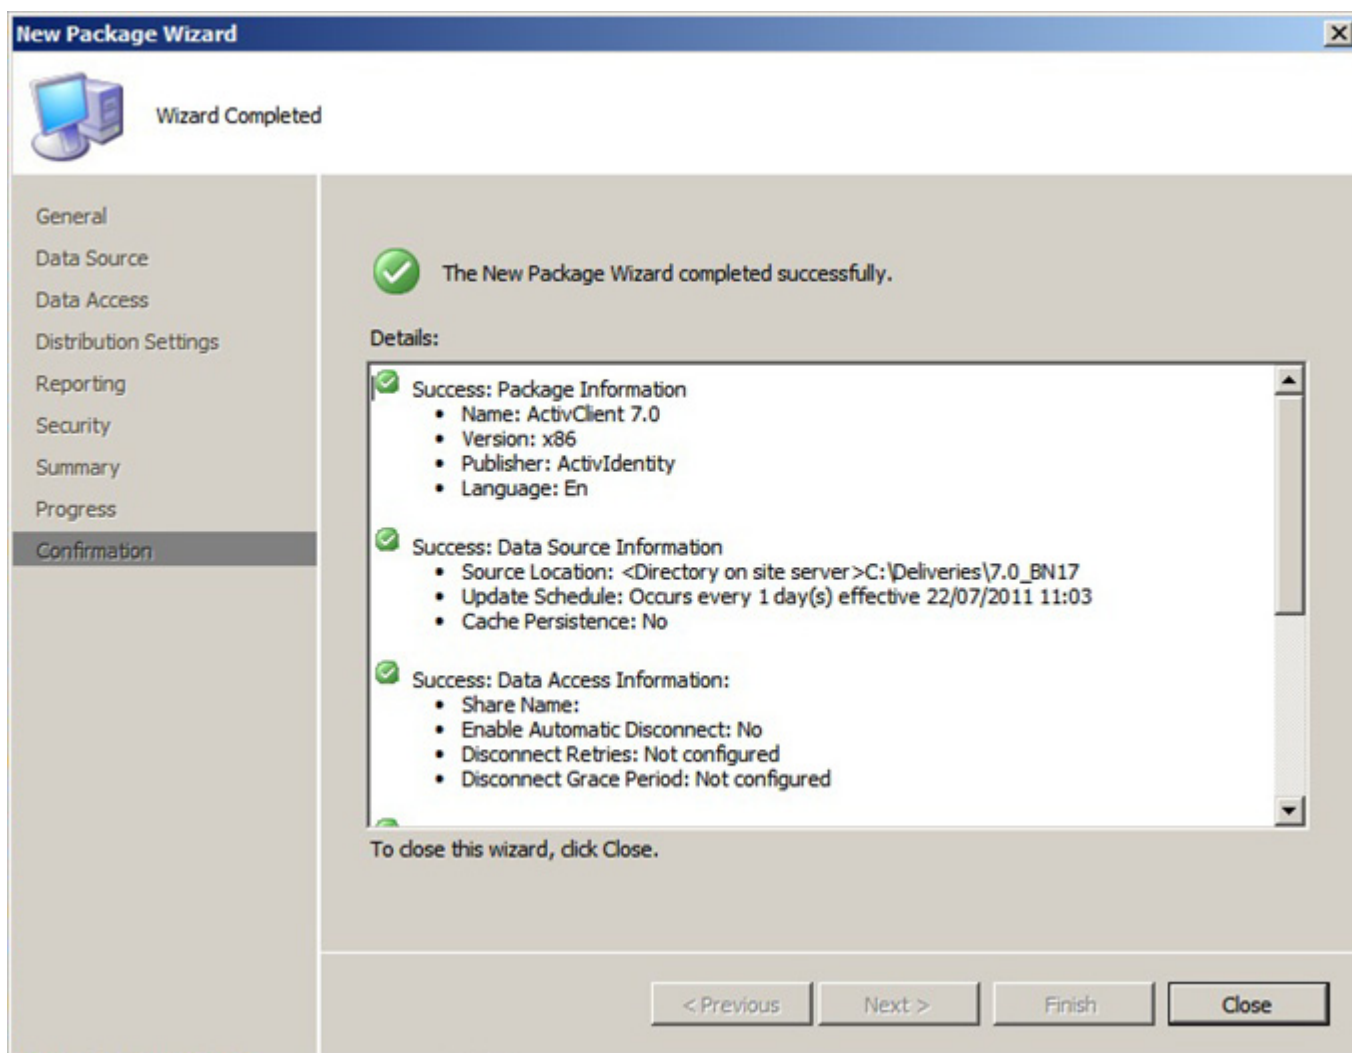 New Package Wizard
Wizard Completed
General
Data Source
Data Access
Distribution Settings
Reporting
Security
Summary
Progress
Confirmation
The New Package Wizard completed successfully.
Details:
Success: Package Information
• Name: ActivClient 7.0
• Version: x86
• Publisher: ActivIdentity
• Language: En
Success: Data Source Information
• Source Location: <Directory on site server>C:\Deliveries\7.0_BN17
• Update Schedule: Occurs every 1 day(s) effective 22/07/2011 11:03
• Cache Persistence: No
Success: Data Access Information:
• Share Name:
• Enable Automatic Disconnect: No
• Disconnect Retries: Not configured
• Disconnect Grace Period: Not configured
To close this wizard, click Close.
< Previous
Next >
Finish
Close